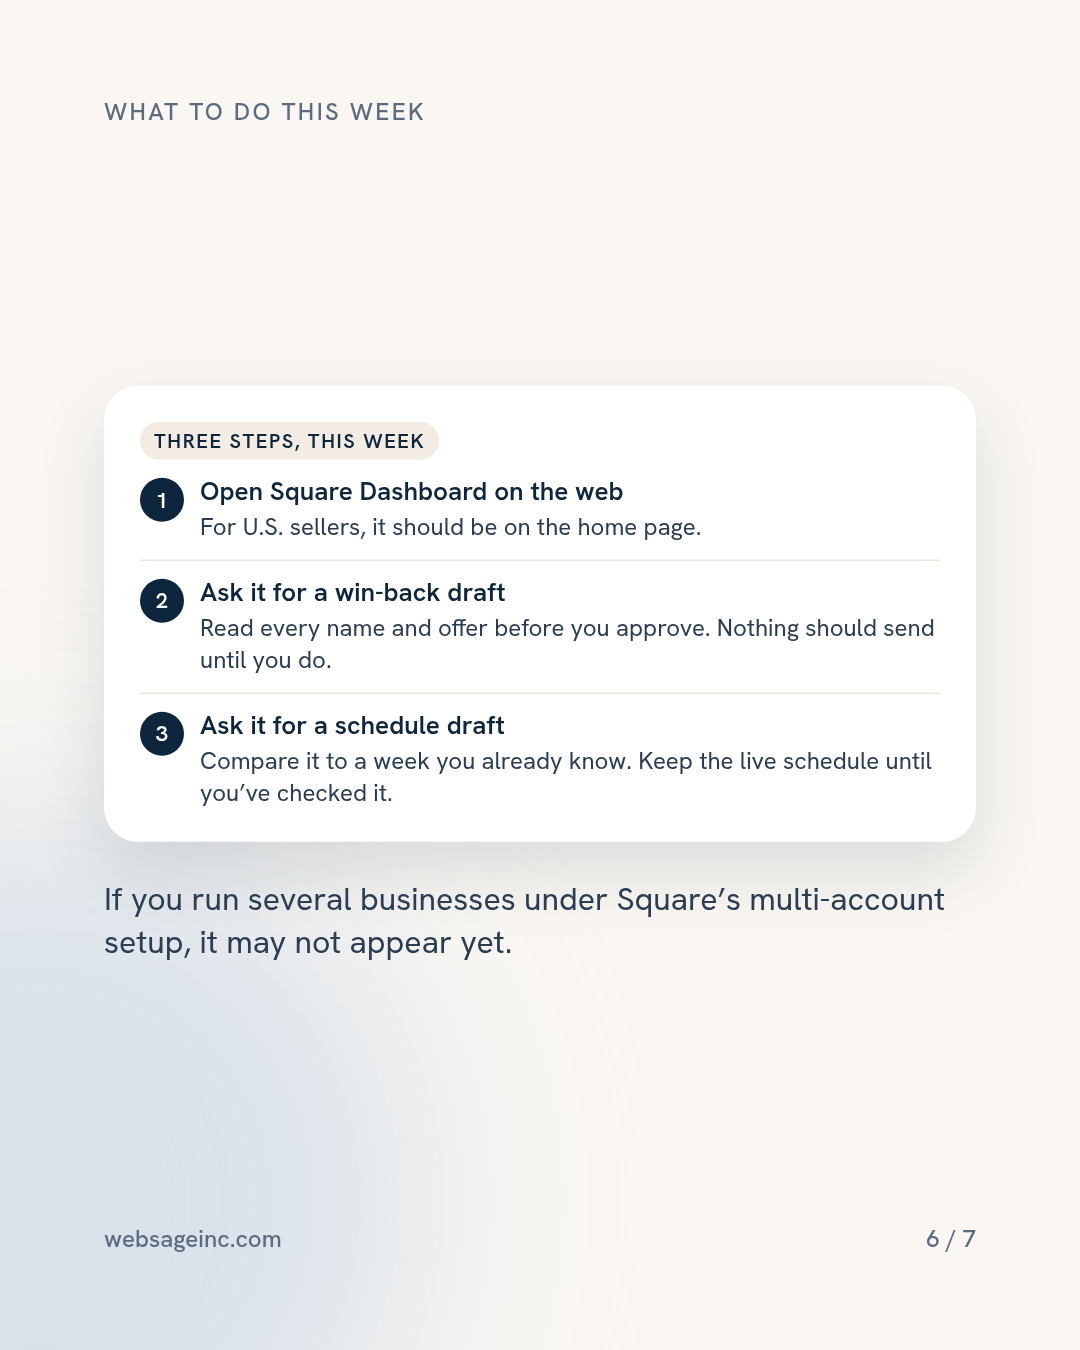 WHAT TO DO THIS WEEK
THREE STEPS, THIS WEEK
1
Open Square Dashboard on the web
For U.S. sellers, it should be on the home page.
2
Ask it for a win-back draft
Read every name and offer before you approve. Nothing should send
until you do.
3
Ask it for a schedule draft
Compare it to a week you already know. Keep the live schedule until
you’ve checked it.
If you run several businesses under Square’s multi-account
setup, it may not appear yet.
websageinc.com
6 / 7